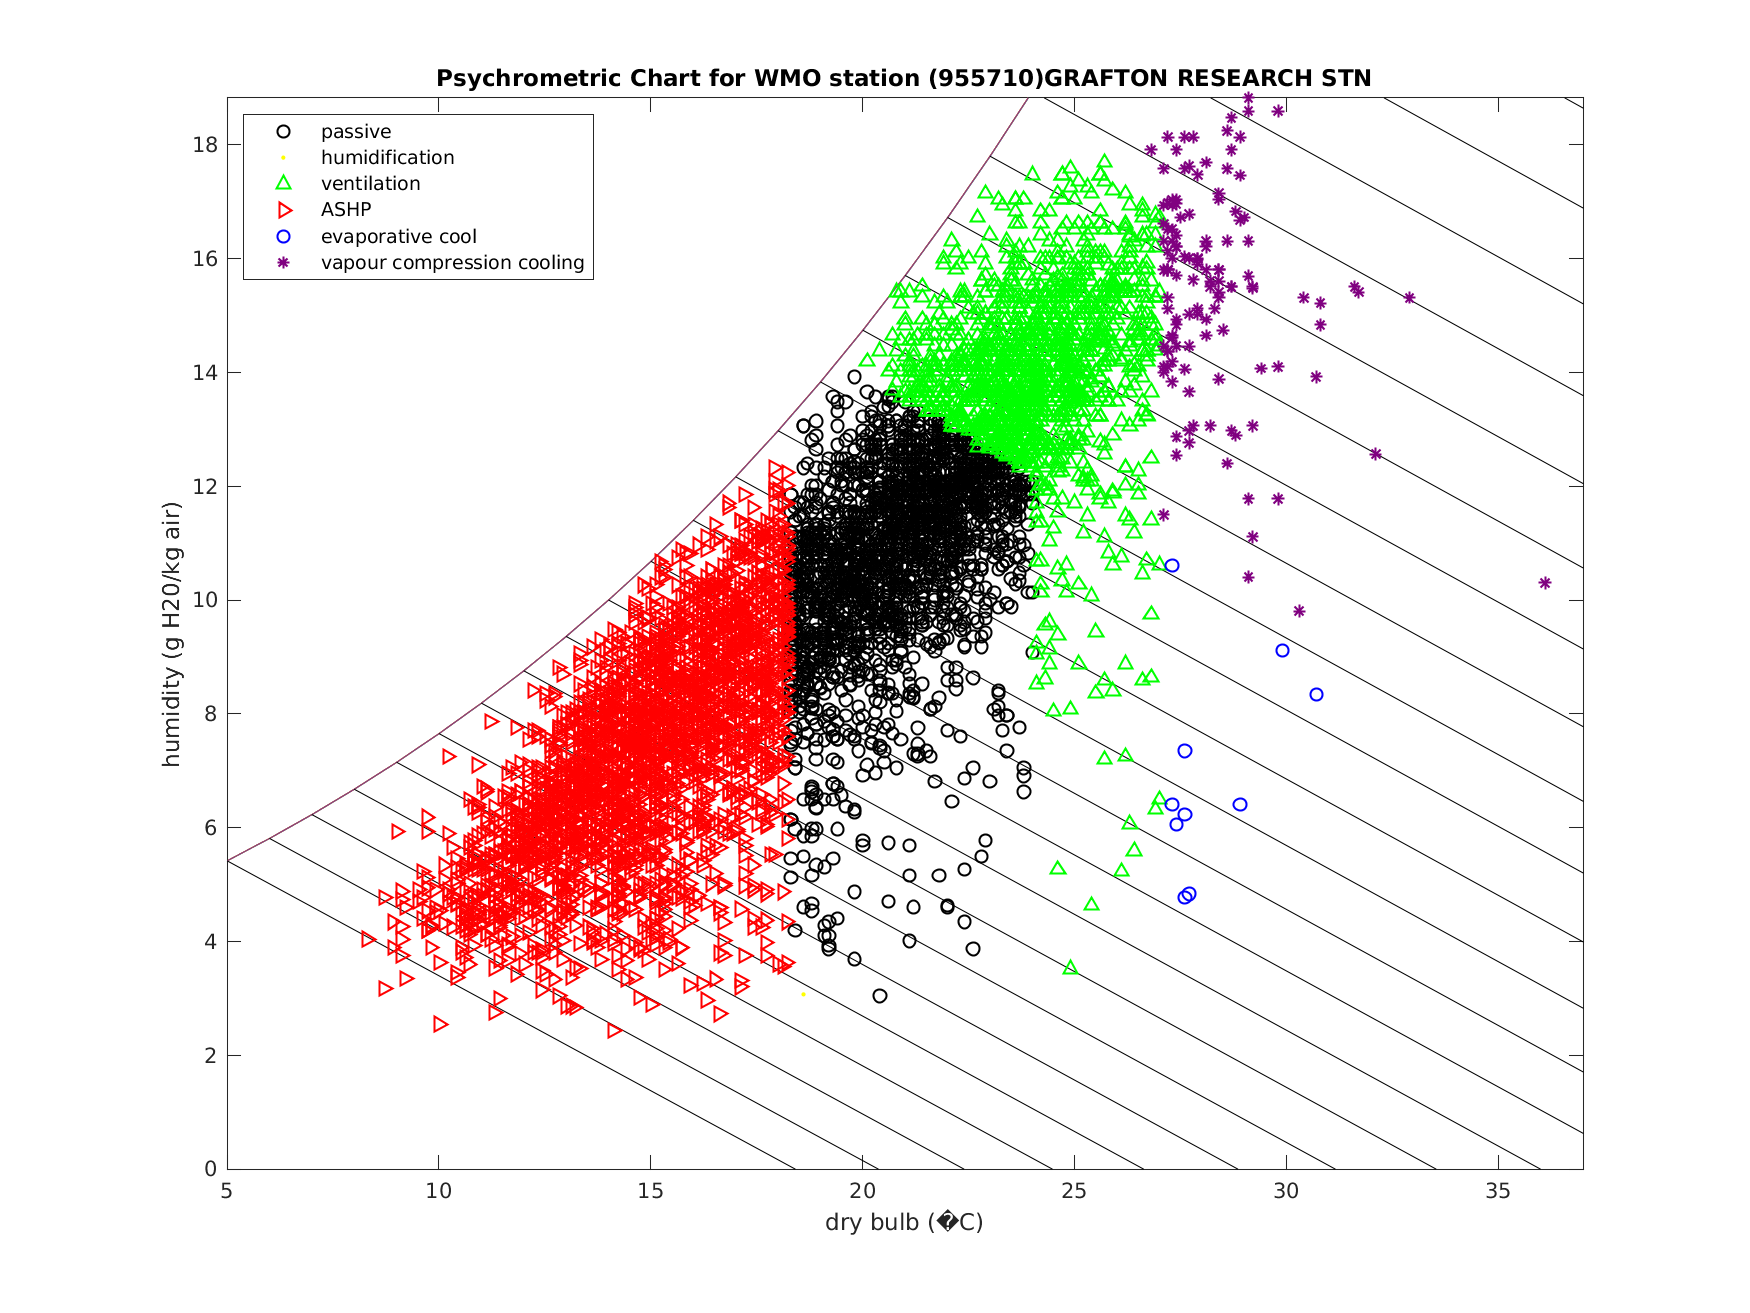 Psychrometric Chart for WMO station (955710)GRAFTON RESEARCH STN
passive
humidification
ventilation
ASHP
evaporative cool
vapour compression cooling
humidity (g H20/kg air)
18
16
14
12
10
8
6
4
2
0
5 10 15 20 25 30 35
dry bulb (�C)